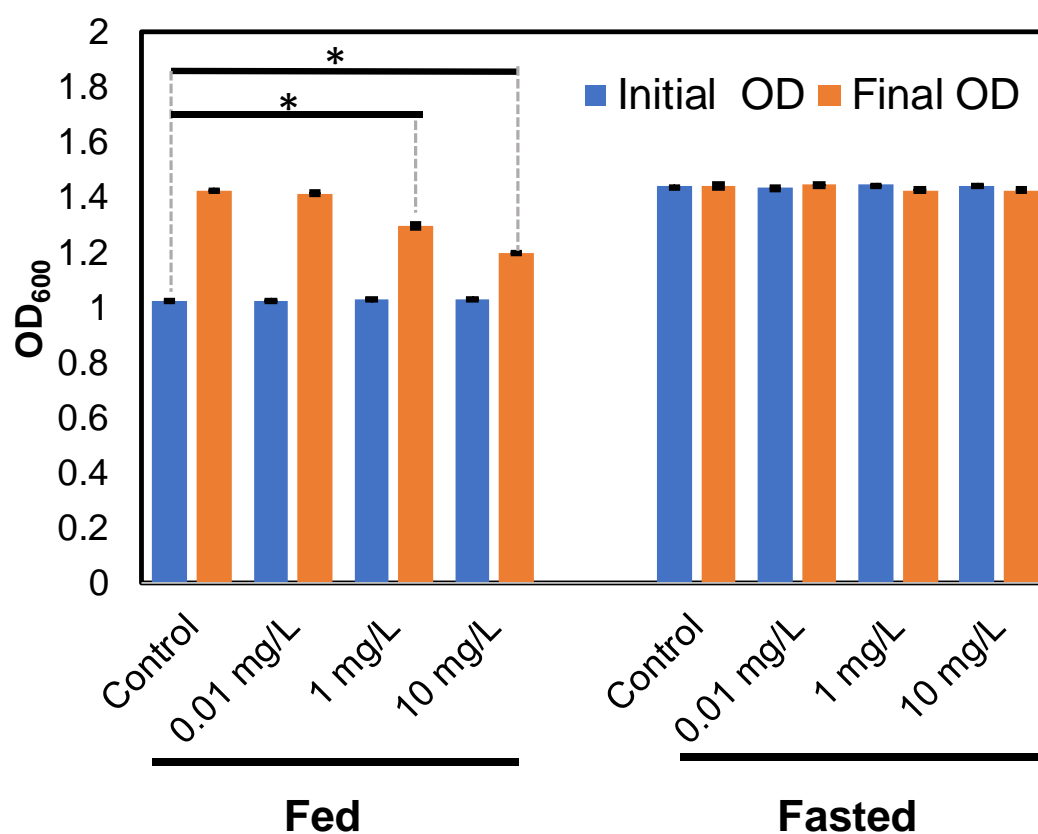 2
1.8
1.6
1.4
1.2
1
0.8
0.6
0.4
0.2
0
OD600
*
*
Initial OD Final OD
Control
0.01 mg/L
1 mg/L
10 mg/L
Control
0.01 mg/L
1 mg/L
10 mg/L
Fed
Fasted